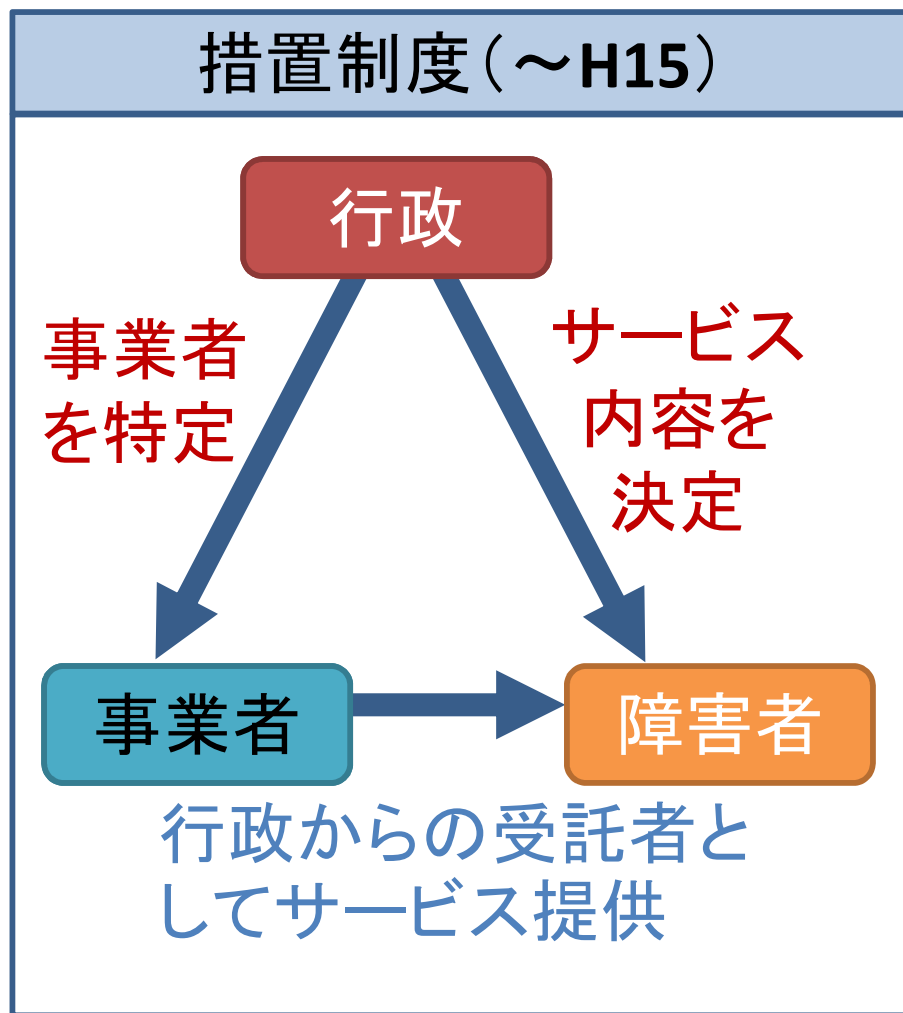 措置制度(～H15)
行政
事業者
を特定
サービス
内容を
決定
事業者
障害者
行政からの受託者と
してサービス提供